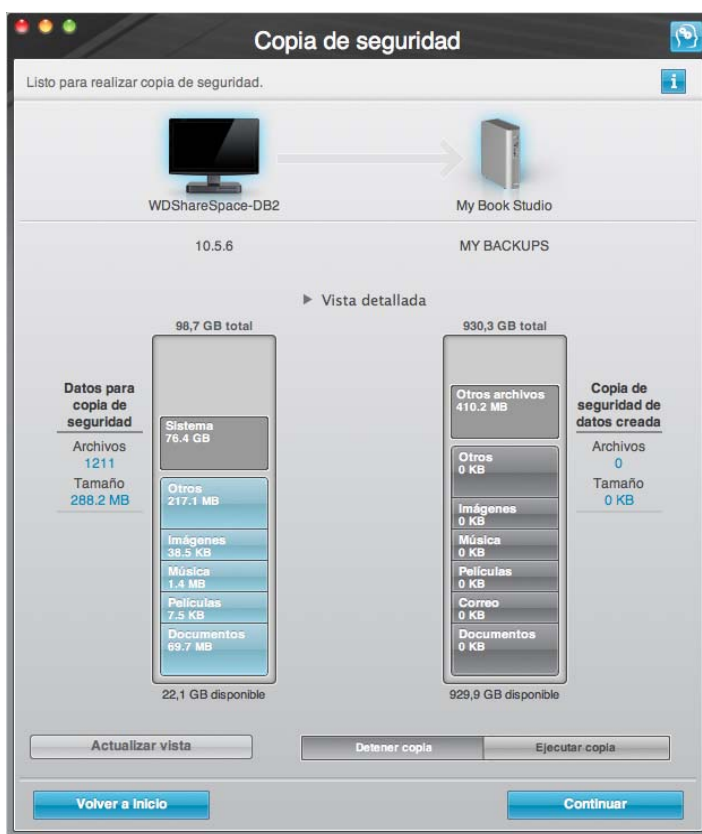 Copia de seguridad
Listo para realizar copia de seguridad.
i
WDShareSpace-DB2
My Book Studio
10.5.6
MY BACKUPS
Vista detallada
98,7 GB total
930,3 GB total
Datos para
copia de
seguridad
Archivos
1211
Tamaño
288.2 MB
Sistema
76.4 GB
Otros
217.1 MB
Imágenes
38.5 KB
Música
1.4 MB
Películas
7.5 KB
Documentos
69.7 MB
22,1 GB disponible
Otros archivos
410.2 MB
Otros
0 KB
Imágenes
0 KB
Música
0 KB
Películas
0 KB
Correo
0 KB
Documentos
0 KB
929,9 GB disponible
Copia de
seguridad de
datos creada
Archivos
0
Tamaño
0 KB
Actualizar vista
Detener copia
Ejecutar copia
Volver a Inicio
Continuar